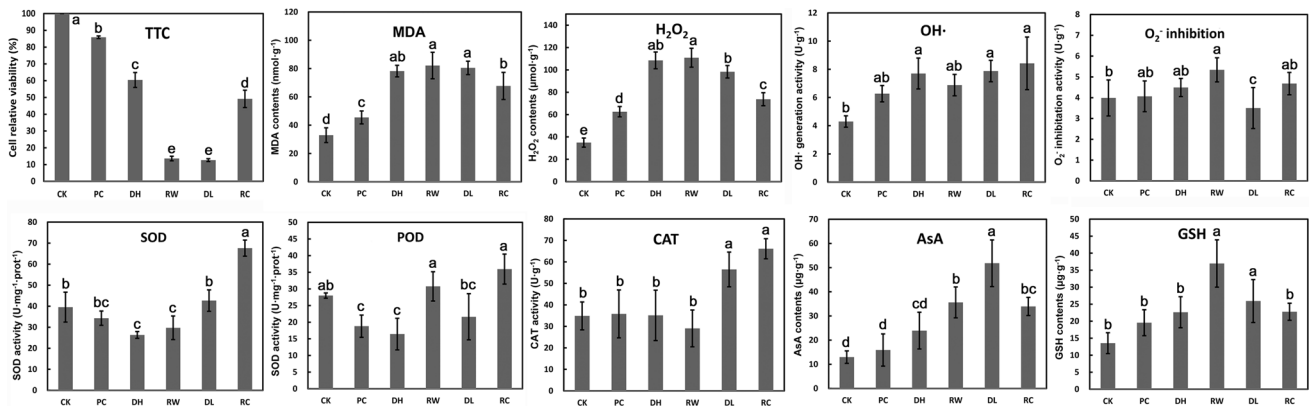 TTC
Cell relative viability (%)
100
90
80
70
60
50
40
30
20
10
0
a
b
c
e
e
d
CK PC DH RW DL RC
MDA
MDA contents (nmol·g⁻¹)
100
80
60
40
20
0
d
c
ab
a
a
b
CK PC DH RW DL RC
H₂O₂
H₂O₂ contents (μmol·g⁻¹)
140
120
100
80
60
40
20
0
e
d
ab
a
b
c
CK PC DH RW DL RC
OH·
OH· generation activity (U·g⁻¹)
12
10
8
6
4
2
0
b
ab
a
ab
a
a
CK PC DH RW DL RC
O₂⁻ inhibition
O₂⁻ inhibitation activity (U·g⁻¹)
8
7
6
5
4
3
2
1
0
b
ab
ab
a
c
ab
CK PC DH RW DL RC
SOD
SOD activity (U·mg⁻¹·prot⁻¹)
80
70
60
50
40
30
20
10
0
b
bc
c
c
b
a
CK PC DH RW DL RC
POD
SOD activity (U·mg⁻¹·prot⁻¹)
45
40
35
30
25
20
15
10
5
0
ab
c
c
a
bc
a
CK PC DH RW DL RC
CAT
CAT activity (U·g⁻¹)
80
70
60
50
40
30
20
10
0
b
b
b
b
a
a
CK PC DH RW DL RC
AsA
AsA contents (μg·g⁻¹)
70
60
50
40
30
20
10
0
d
d
cd
b
a
bc
CK PC DH RW DL RC
GSH
GSH contents (μg·g⁻¹)
50
45
40
35
30
25
20
15
10
5
0
b
b
b
a
a
b
CK PC DH RW DL RC